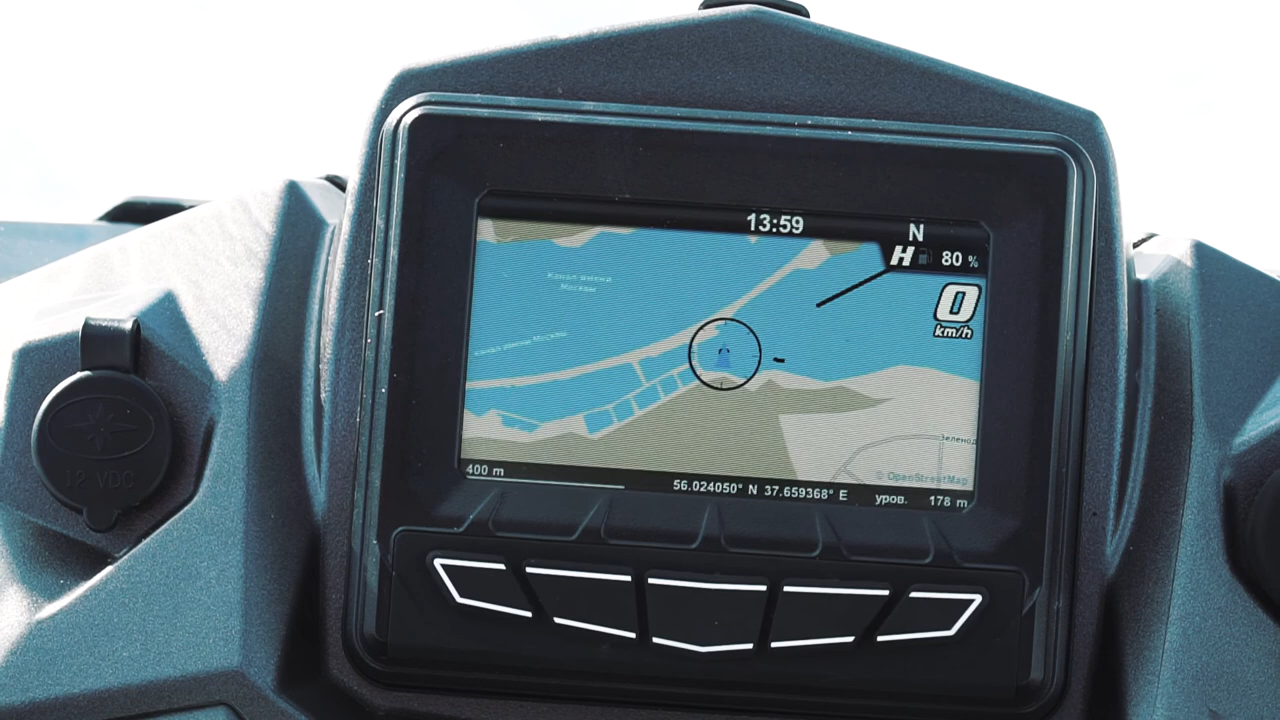 13:59
N
H 80 %
0
km/h
Канал имени
Москвы
канал имени Москвы
Зеленод
© OpenStreetMap
400 m
56.024050° N 37.659368° E уров. 178 m
12 VDC